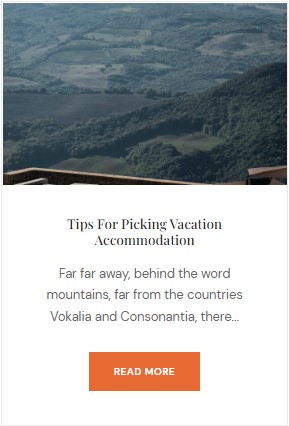 Tips For Picking Vacation
Accommodation
Far far away, behind the word
mountains, far from the countries
Vokalia and Consonantia, there...
READ MORE